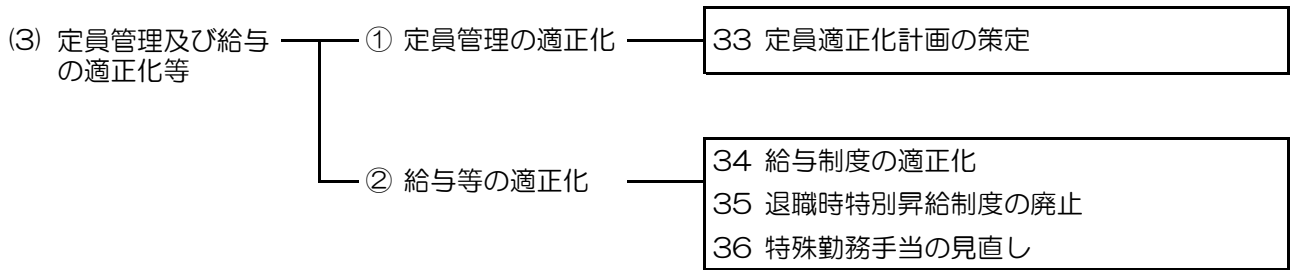 (3) 定員管理及び給与の適正化等
① 定員管理の適正化
33 定員適正化計画の策定
② 給与等の適正化
34 給与制度の適正化
35 退職時特別昇給制度の廃止
36 特殊勤務手当の見直し